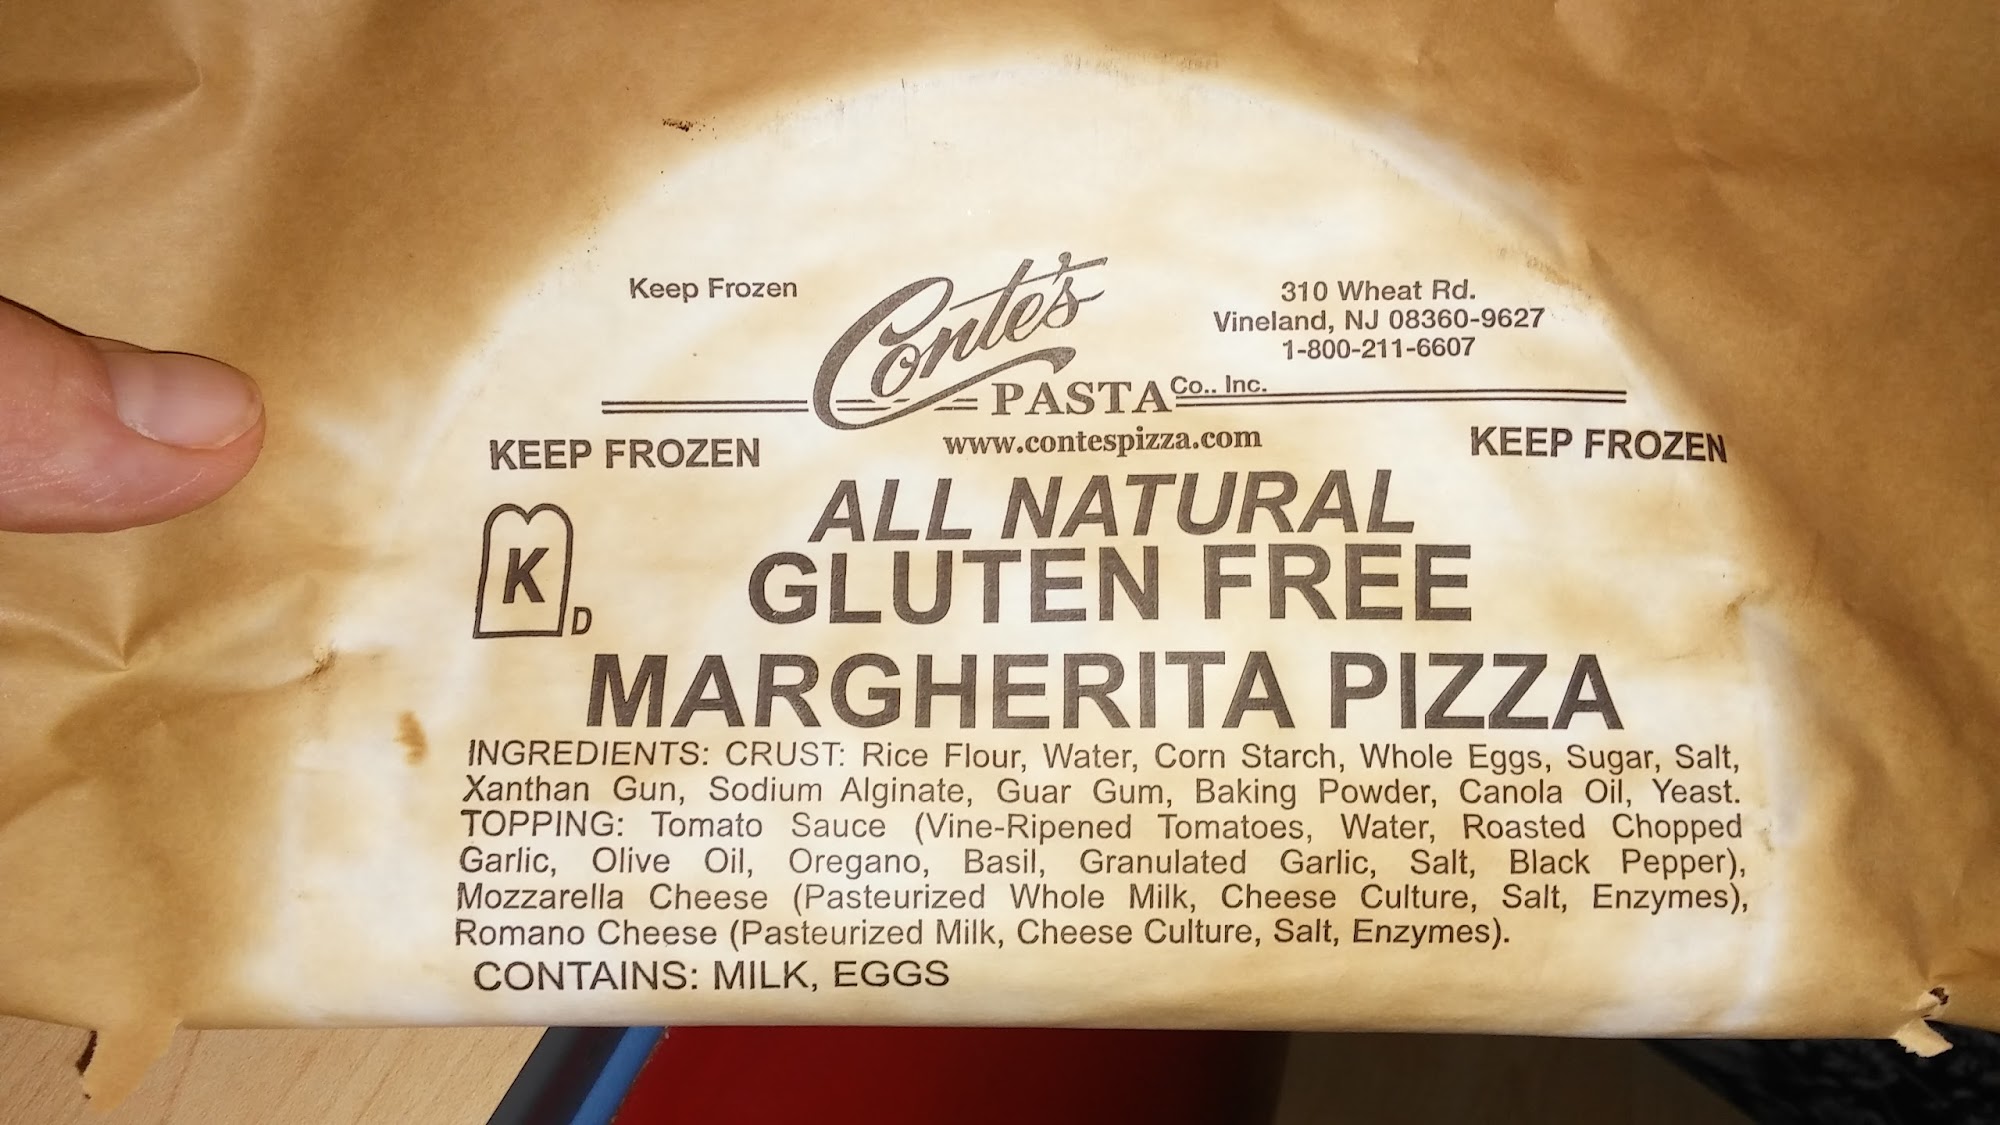 Keep Frozen
Conte's
PASTA Co.. Inc.
310 Wheat Rd.
Vineland, NJ 08360-9627
1-800-211-6607
www.contespizza.com
KEEP FROZEN
KEEP FROZEN
ALL NATURAL
K
D
GLUTEN FREE
MARGHERITA PIZZA
INGREDIENTS: CRUST: Rice Flour, Water, Corn Starch, Whole Eggs, Sugar, Salt,
Xanthan Gun, Sodium Alginate, Guar Gum, Baking Powder, Canola Oil, Yeast.
TOPPING: Tomato Sauce (Vine-Ripened Tomatoes, Water, Roasted Chopped
Garlic, Olive Oil, Oregano, Basil, Granulated Garlic, Salt, Black Pepper),
Mozzarella Cheese (Pasteurized Whole Milk, Cheese Culture, Salt, Enzymes),
Romano Cheese (Pasteurized Milk, Cheese Culture, Salt, Enzymes).
CONTAINS: MILK, EGGS